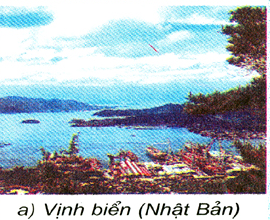 a) Vịnh biển (Nhật Bản)